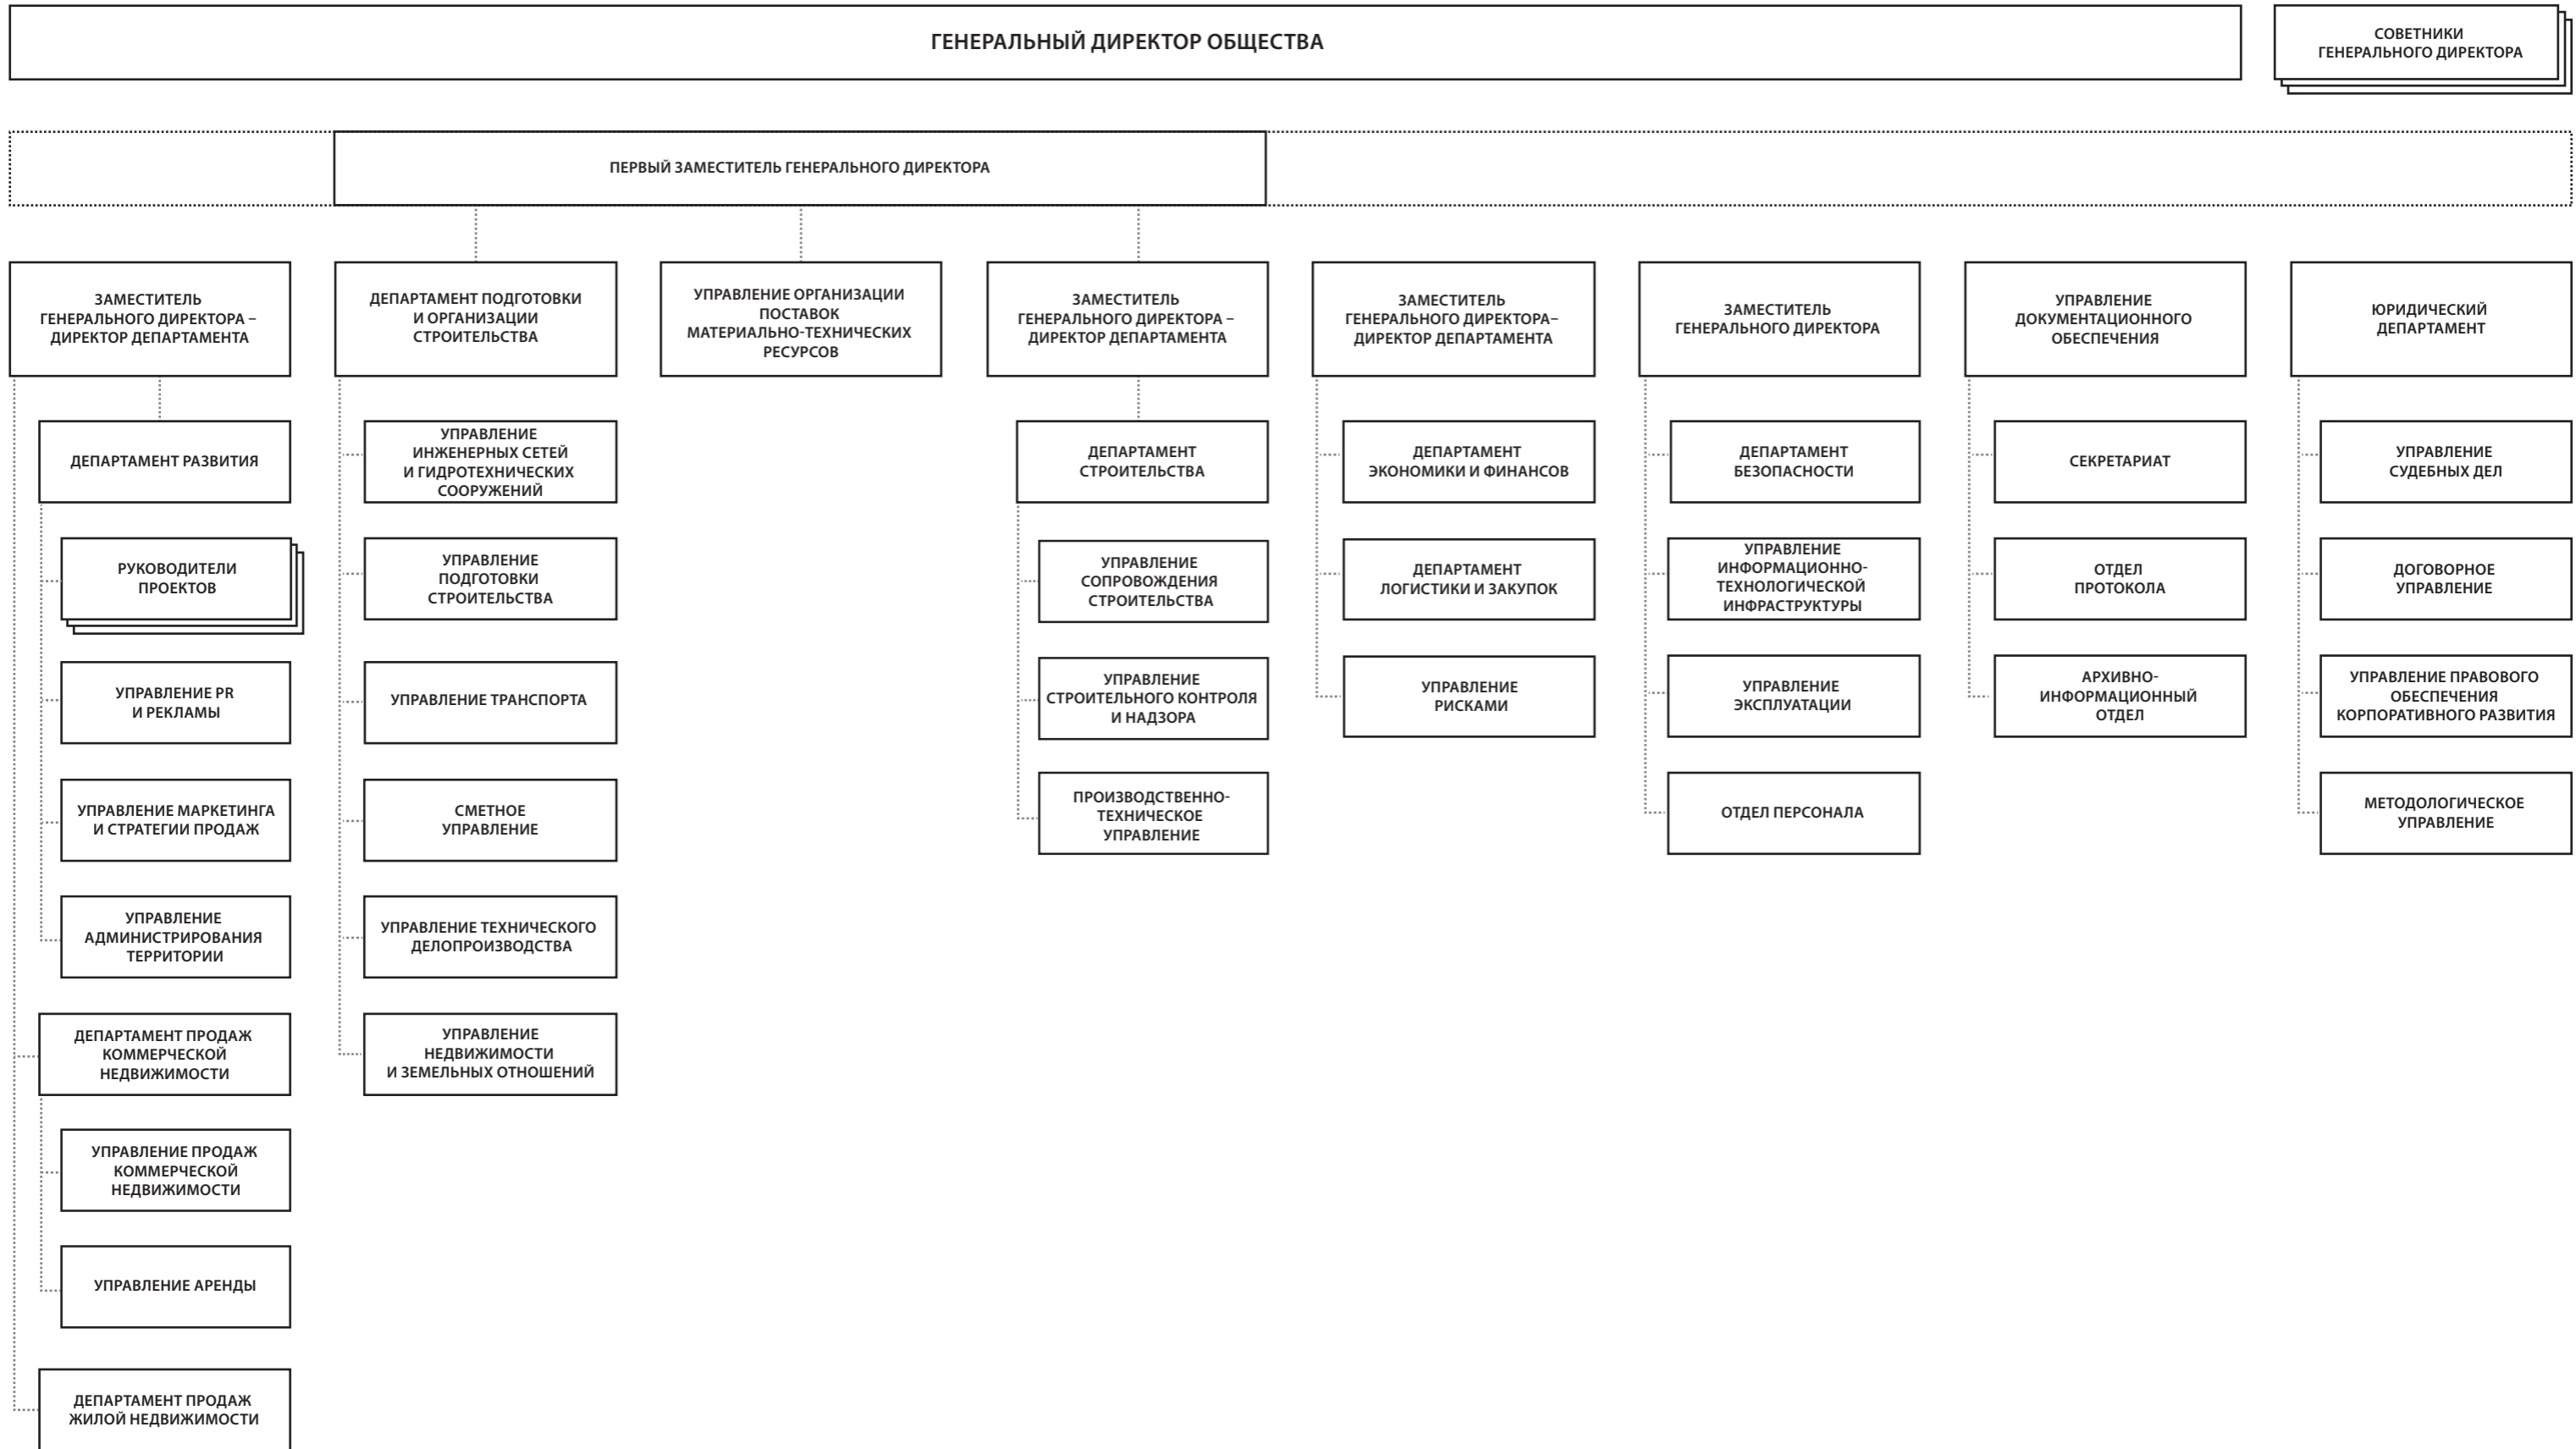 ГЕНЕРАЛЬНЫЙ ДИРЕКТОР ОБЩЕСТВА
СОВЕТНИКИ
ГЕНЕРАЛЬНОГО ДИРЕКТОРА
ПЕРВЫЙ ЗАМЕСТИТЕЛЬ ГЕНЕРАЛЬНОГО ДИРЕКТОРА
ЗАМЕСТИТЕЛЬ
ГЕНЕРАЛЬНОГО ДИРЕКТОРА –
ДИРЕКТОР ДЕПАРТАМЕНТА
ДЕПАРТАМЕНТ РАЗВИТИЯ
РУКОВОДИТЕЛИ
ПРОЕКТОВ
УПРАВЛЕНИЕ PR
И РЕКЛАМЫ
УПРАВЛЕНИЕ МАРКЕТИНГА
И СТРАТЕГИИ ПРОДАЖ
УПРАВЛЕНИЕ
АДМИНИСТРИРОВАНИЯ
ТЕРРИТОРИИ
ДЕПАРТАМЕНТ ПРОДАЖ
КОММЕРЧЕСКОЙ
НЕДВИЖИМОСТИ
УПРАВЛЕНИЕ ПРОДАЖ
КОММЕРЧЕСКОЙ
НЕДВИЖИМОСТИ
УПРАВЛЕНИЕ АРЕНДЫ
ДЕПАРТАМЕНТ ПРОДАЖ
ЖИЛОЙ НЕДВИЖИМОСТИ
ДЕПАРТАМЕНТ ПОДГОТОВКИ
И ОРГАНИЗАЦИИ
СТРОИТЕЛЬСТВА
УПРАВЛЕНИЕ
ИНЖЕНЕРНЫХ СЕТЕЙ
И ГИДРОТЕХНИЧЕСКИХ
СООРУЖЕНИЙ
УПРАВЛЕНИЕ
ПОДГОТОВКИ
СТРОИТЕЛЬСТВА
УПРАВЛЕНИЕ ТРАНСПОРТА
СМЕТНОЕ
УПРАВЛЕНИЕ
УПРАВЛЕНИЕ ТЕХНИЧЕСКОГО
ДЕЛОПРОИЗВОДСТВА
УПРАВЛЕНИЕ
НЕДВИЖИМОСТИ
И ЗЕМЕЛЬНЫХ ОТНОШЕНИЙ
УПРАВЛЕНИЕ ОРГАНИЗАЦИИ
ПОСТАВОК
МАТЕРИАЛЬНО-ТЕХНИЧЕСКИХ
РЕСУРСОВ
ЗАМЕСТИТЕЛЬ
ГЕНЕРАЛЬНОГО ДИРЕКТОРА –
ДИРЕКТОР ДЕПАРТАМЕНТА
ДЕПАРТАМЕНТ
СТРОИТЕЛЬСТВА
УПРАВЛЕНИЕ
СОПРОВОЖДЕНИЯ
СТРОИТЕЛЬСТВА
УПРАВЛЕНИЕ
СТРОИТЕЛЬНОГО КОНТРОЛЯ
И НАДЗОРА
ПРОИЗВОДСТВЕННО-
ТЕХНИЧЕСКОЕ
УПРАВЛЕНИЕ
ЗАМЕСТИТЕЛЬ
ГЕНЕРАЛЬНОГО ДИРЕКТОРА–
ДИРЕКТОР ДЕПАРТАМЕНТА
ДЕПАРТАМЕНТ
ЭКОНОМИКИ И ФИНАНСОВ
ДЕПАРТАМЕНТ
ЛОГИСТИКИ И ЗАКУПОК
УПРАВЛЕНИЕ
РИСКАМИ
ЗАМЕСТИТЕЛЬ
ГЕНЕРАЛЬНОГО ДИРЕКТОРА
ДЕПАРТАМЕНТ
БЕЗОПАСНОСТИ
УПРАВЛЕНИЕ
ИНФОРМАЦИОННО-
ТЕХНОЛОГИЧЕСКОЙ
ИНФРАСТРУКТУРЫ
УПРАВЛЕНИЕ
ЭКСПЛУАТАЦИИ
ОТДЕЛ ПЕРСОНАЛА
УПРАВЛЕНИЕ
ДОКУМЕНТАЦИОННОГО
ОБЕСПЕЧЕНИЯ
СЕКРЕТАРИАТ
ОТДЕЛ
ПРОТОКОЛА
АРХИВНО-
ИНФОРМАЦИОННЫЙ
ОТДЕЛ
ЮРИДИЧЕСКИЙ
ДЕПАРТАМЕНТ
УПРАВЛЕНИЕ
СУДЕБНЫХ ДЕЛ
ДОГОВОРНОЕ
УПРАВЛЕНИЕ
УПРАВЛЕНИЕ ПРАВОВОГО
ОБЕСПЕЧЕНИЯ
КОРПОРАТИВНОГО РАЗВИТИЯ
МЕТОДОЛОГИЧЕСКОЕ
УПРАВЛЕНИЕ